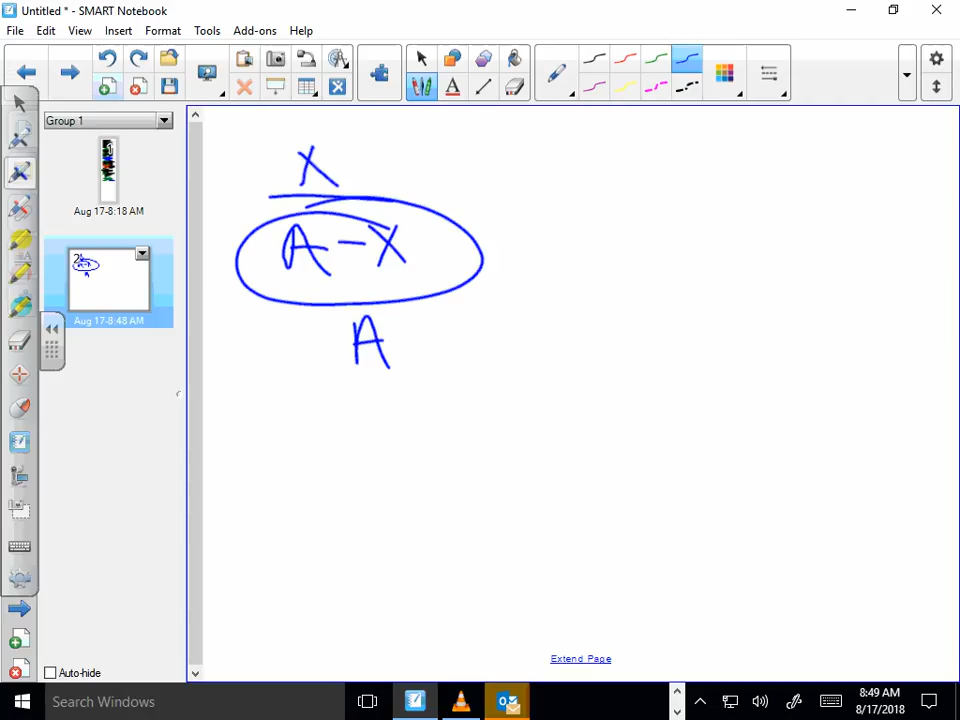 Untitled * - SMART Notebook
File Edit View Insert Format Tools Add-ons Help
Group 1
Aug 17-8:18 AM
Aug 17-8:48 AM
X
A - X
A
Extend Page
Auto-hide
Search Windows
8:49 AM
8/17/2018